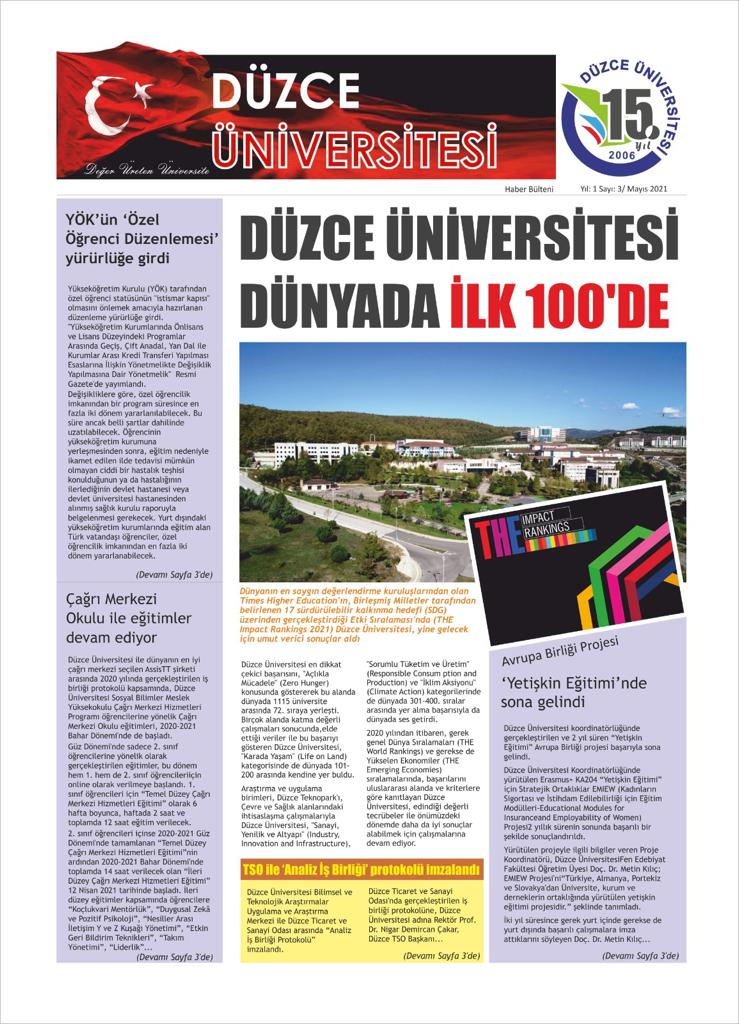 DÜZCE
ÜNİVERSİTESİ
Değer Üreten Üniversite
DÜZCE ÜNİVERSİTESİ
15.
Yıl
2006
Haber Bülteni
Yıl: 1 Sayı: 3/ Mayıs 2021
YÖK'ün 'Özel
Öğrenci Düzenlemesi'
yürürlüğe girdi
Yükseköğretim Kurulu (YÖK) tarafından
özel öğrenci statüsünün "istismar kapısı"
olmasını önlemek amacıyla hazırlanan
düzenleme yürürlüğe girdi.
"Yükseköğretim Kurumlarında Önlisans
ve Lisans Düzeyindeki Programlar
Arasında Geçiş, Çift Anadal, Yan Dal ile
Kurumlar Arası Kredi Transferi Yapılması
Esaslarına İlişkin Yönetmelikte Değişiklik
Yapılmasına Dair Yönetmelik" Resmi
Gazete'de yayımlandı.
Değişikliklere göre, özel öğrencilik
imkanından bir program süresince en
fazla iki dönem yararlanılabilecek. Bu
süre ancak belli şartlar dahilinde
uzatılabilecek. Öğrencinin
yükseköğretim kurumuna
yerleşmesinden sonra, eğitim nedeniyle
ikamet edilen ilde tedavisi mümkün
olmayan ciddi bir hastalık teşhisi
konulduğunun ya da hastalığının
ilerlediğinin devlet hastanesi veya
devlet üniversitesi hastanesinden
alınmış sağlık kurulu raporuyla
belgelenmesi gerekecek. Yurt dışındaki
yükseköğretim kurumlarında eğitim alan
Türk vatandaşı öğrenciler, özel
öğrencilik imkanından en fazla iki
dönem yararlanabilecek.
(Devamı Sayfa 3'de)
Çağrı Merkezi
Okulu ile eğitimler
devam ediyor
Düzce Üniversitesi ile dünyanın en iyi
çağrı merkezi seçilen AssisTT şirketi
arasında 2020 yılında gerçekleştirilen iş
birliği protokolü kapsamında, Düzce
Üniversitesi Sosyal Bilimler Meslek
Yüksekokulu Çağrı Merkezi Hizmetleri
Programı öğrencilerine yönelik Çağrı
Merkezi Okulu eğitimleri, 2020-2021
Bahar Dönemi'nde de başladı.
Güz Dönemi'nde sadece 2. sınıf
öğrencilerine yönelik olarak
gerçekleştirilen eğitimler, bu dönem
hem 1. hem de 2. sınıf öğrencileriiçin
online olarak verilmeye başlandı. 1.
sınıf öğrencileri için "Temel Düzey Çağrı
Merkezi Hizmetleri Eğitimi" olarak 6
hafta boyunca, haftada 2 saat ve
toplamda 12 saat eğitim verilecek.
2. sınıf öğrencileri içinse 2020-2021 Güz
Dönemi'nde tamamlanan "Temel Düzey
Çağrı Merkezi Hizmetleri Eğitimi"nin
ardından 2020-2021 Bahar Dönemi'nde
toplamda 14 saat verilecek olan "İleri
Düzey Çağrı Merkezi Hizmetleri Eğitimi"
12 Nisan 2021 tarihinde başladı. İleri
düzey eğitimler kapsamında öğrencilere
"Koçluk​vari Mentörlük", "Duygusal Zekâ
ve Pozitif Psikoloji", "Nesiller Arası
İletişim Y ve Z Kuşağı Yönetimi", "Etkin
Geri Bildirim Teknikleri", "Takım
Yönetimi", "Liderlik"...
(Devamı Sayfa 3'de)
DÜZCE ÜNİVERSİTESİ
DÜNYADA İLK 100'DE
THE IMPACT
RANKINGS
Dünyanın en saygın değerlendirme kuruluşlarından olan
Times Higher Education'ın, Birleşmiş Milletler tarafından
belirlenen 17 sürdürülebilir kalkınma hedefi (SDG)
üzerinden gerçekleştirdiği Etki Sıralaması'nda (THE
Impact Rankings 2021) Düzce Üniversitesi, yine gelecek
için umut verici sonuçlar aldı
Düzce Üniversitesi en dikkat
çekici başarısını, "Açlıkla
Mücadele" (Zero Hunger)
konusunda göstererek bu alanda
dünyada 1115 üniversite
arasında 72. sıraya yerleşti.
Birçok alanda katma değerli
çalışmaları sonucunda,elde
ettiği veriler ile bu başarıyı
gösteren Düzce Üniversitesi,
"Karada Yaşam" (Life on Land)
kategorisinde de dünyada 101-
200 arasında kendine yer buldu.
Araştırma ve uygulama
birimleri, Düzce Teknopark'ı,
Çevre ve Sağlık alanlarındaki
ihtisaslaşma çalışmalarıyla
Düzce Üniversitesi, "Sanayi,
Yenilik ve Altyapı" (Industry,
Innovation and Infrastructure),
"Sorumlu Tüketim ve Üretim"
(Responsible Consum ption and
Production) ve "İklim Aksiyonu"
(Climate Action) kategorilerinde
de dünyada 301-400. sıralar
arasında yer alma başarısıyla da
dünyada ses getirdi.
2020 yılından itibaren, gerek
genel Dünya Sıralamaları (THE
World Rankings) ve gerekse de
Yükselen Ekonomiler (THE
Emerging Economies)
sıralamalarında, başarılarını
uluslararası alanda ve kriterlere
göre kanıtlayan Düzce
Üniversitesi, edindiği değerli
tecrübeler ile önümüzdeki
dönemde daha da iyi sonuçlar
alabilmek için çalışmalarına
devam ediyor.
TSO ile 'Analiz İş Birliği' protokolü imzalandı
Düzce Üniversitesi Bilimsel ve
Teknolojik Araştırmalar
Uygulama ve Araştırma
Merkezi ile Düzce Ticaret ve
Sanayi Odası arasında "Analiz
İş Birliği Protokolü"
imzalandı.
Düzce Ticaret ve Sanayi
Odası'nda gerçekleştirilen iş
birliği protokolüne, Düzce
Üniversitesi adına Rektör Prof.
Dr. Nigar Demircan Çakar,
Düzce TSO Başkanı...
(Devamı Sayfa 3'de)
Avrupa Birliği Projesi
'Yetişkin Eğitimi'nde
sona gelindi
Düzce Üniversitesi koordinatörlüğünde
gerçekleştirilen ve 2 yıl süren "Yetişkin
Eğitimi" Avrupa Birliği projesi başarıyla sona
gelindi.
Düzce Üniversitesi Koordinatörlüğünde
yürütülen Erasmus+ KA204 "Yetişkin Eğitimi"
için Stratejik Ortaklıklar EMIEW (Kadınların
Sigortası ve İstihdam Edilebilirliği için Eğitim
Modülleri-Educational Modules for
Insuranceand Employability of Women)
Projesi2 yıllık sürenin sonunda başarılı bir
şekilde sonuçlandırıldı.
Yürütülen projeyle ilgili bilgiler veren Proje
Koordinatörü, Düzce ÜniversitesiFen Edebiyat
Fakültesi Öğretim Üyesi Doç. Dr. Metin Kılıç;
EMIEW Projesi'ni"Türkiye, Almanya, Portekiz
ve Slovakya'dan Üniversite, kurum ve
derneklerin ortaklığında yürütülen yetişkin
eğitimi projesidir." şeklinde tanımladı.
İki yıl süresince gerek yurt içinde gerekse de
yurt dışında başarılı çalışmalara imza
attıklarını söyleyen Doç. Dr. Metin Kılıç...
(Devamı Sayfa 3'de)